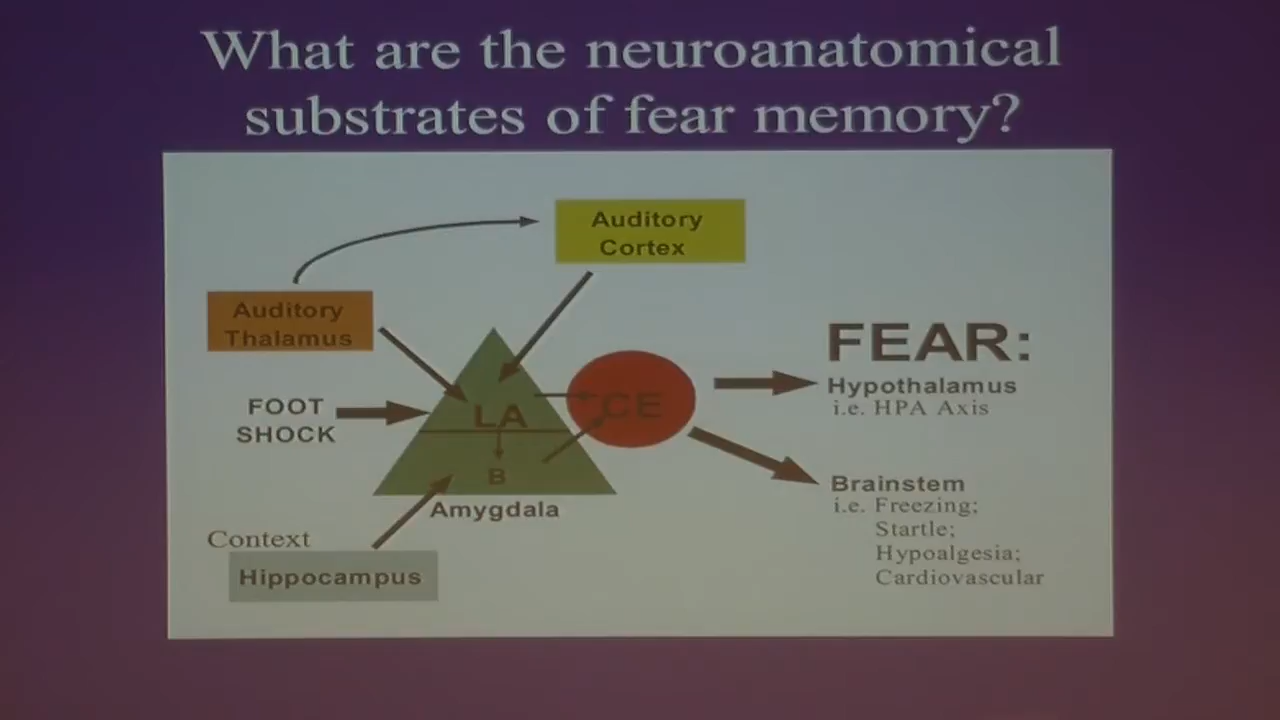 What are the neuroanatomical
substrates of fear memory?
Auditory
Cortex
Auditory
Thalamus
FEAR:
Hypothalamus
i.e. HPA Axis
FOOT
SHOCK
LA
CE
B
Amygdala
Brainstem
i.e. Freezing;
Startle;
Hypoalgesia;
Cardiovascular
Context
Hippocampus